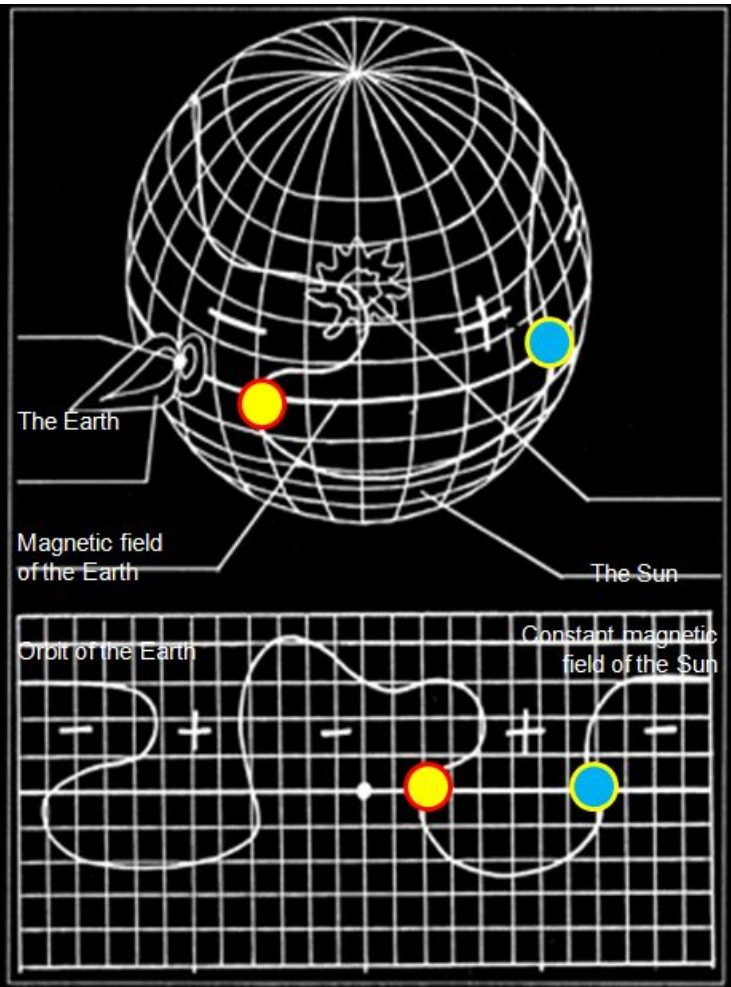 The Earth
Magnetic field
of the Earth
The Sun
Orbit of the Earth
Constant magnetic
field of the Sun
− + − + −
− +